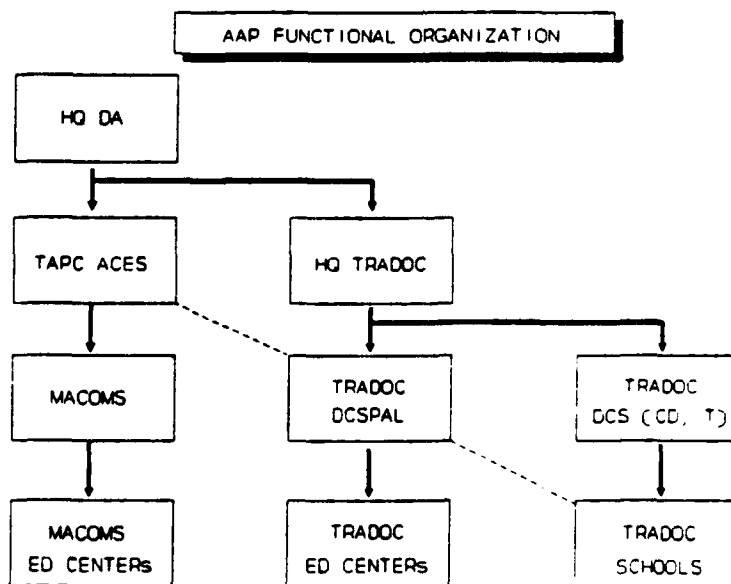 AAP FUNCTIONAL ORGANIZATION
HQ DA
TAPC ACES
HQ TRADOC
MACOMS
TRADOC
DCSPAL
TRADOC
DCS (CD, T)
MACOMS
ED CENTERs
TRADOC
ED CENTERs
TRADOC
SCHOOLS